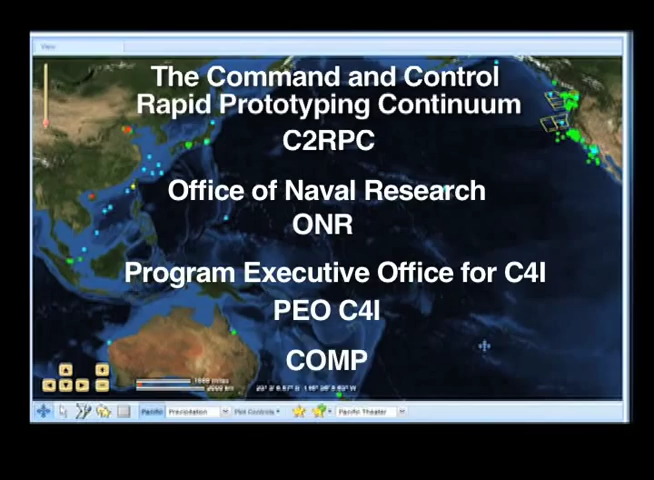 View
The Command and Control
Rapid Prototyping Continuum
C2RPC
Office of Naval Research
ONR
Program Executive Office for C4I
PEO C4I
COMP
Pacific Precipitation Plot Controls Pacific Theater